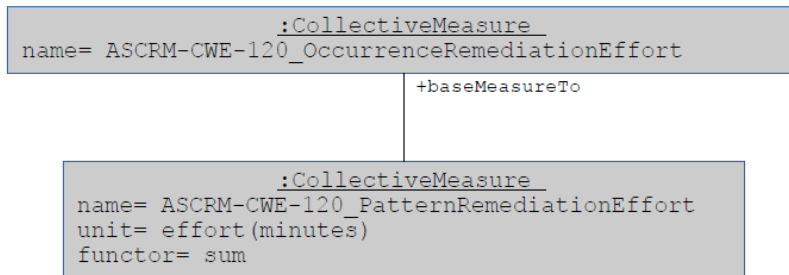 :CollectiveMeasure
name= ASCRM-CWE-120_OccurrenceRemediationEffort
+baseMeasureTo
:CollectiveMeasure
name= ASCRM-CWE-120_PatternRemediationEffort
unit= effort(minutes)
functor= sum